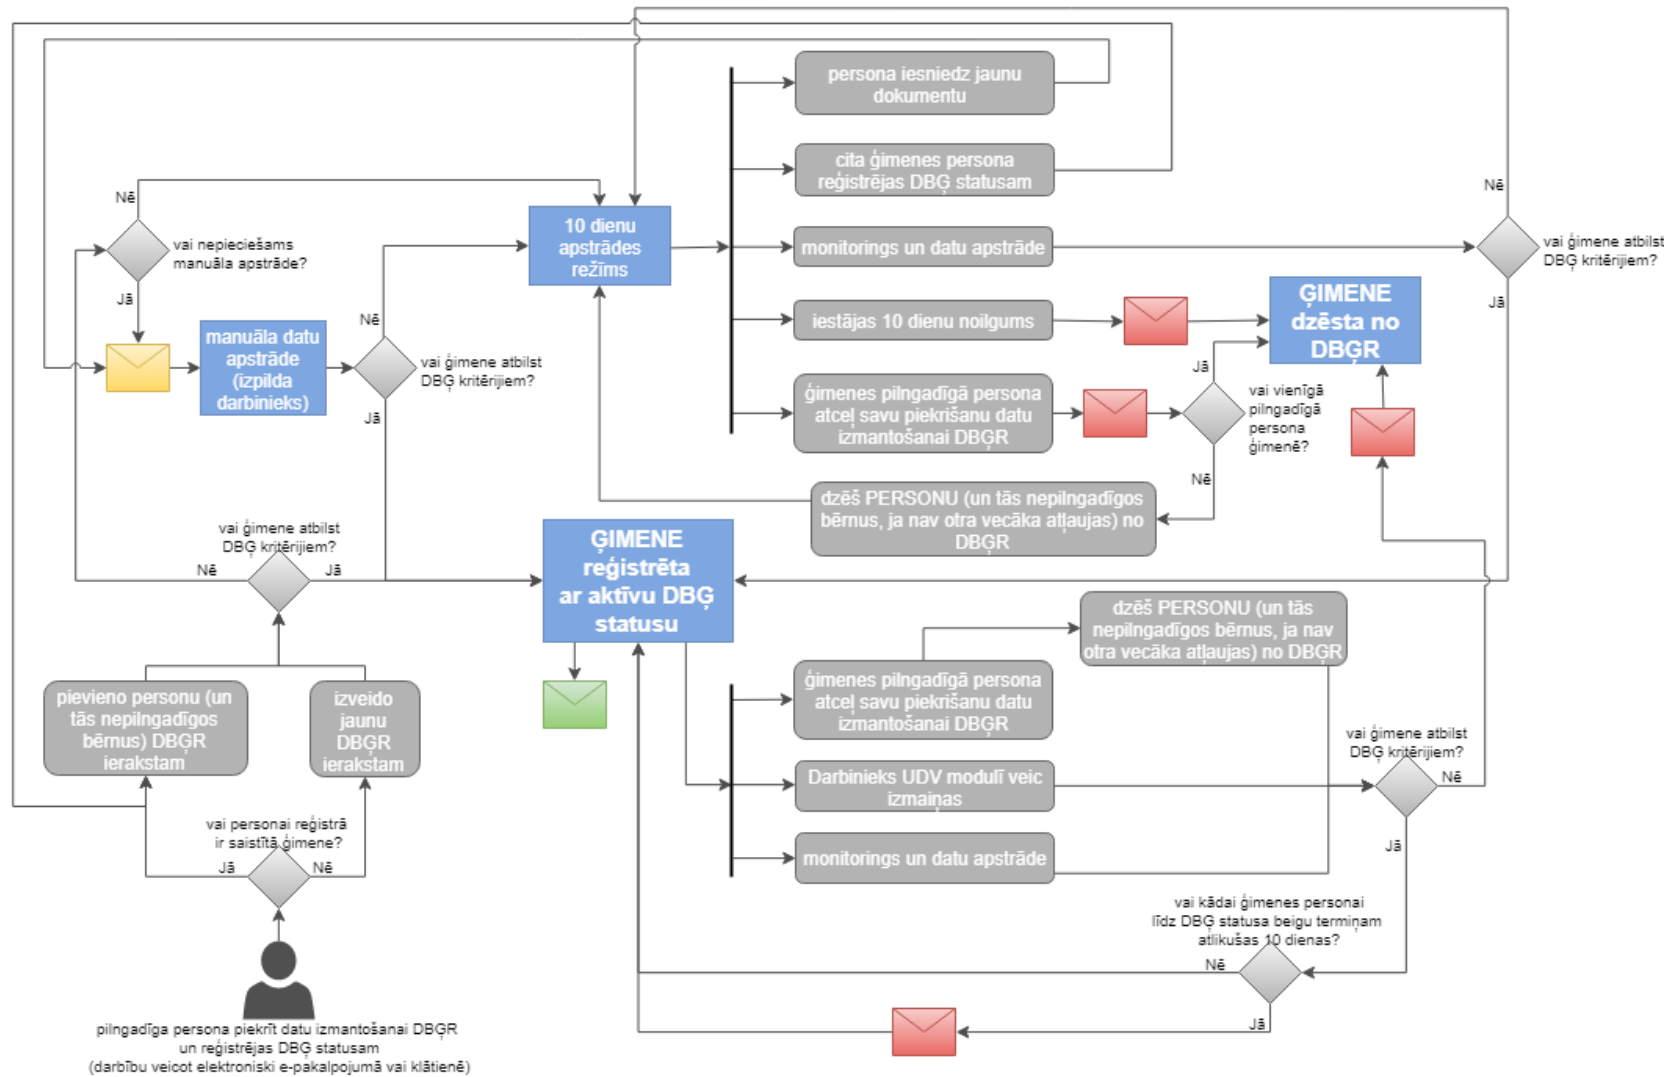 persona iesniedz jaunu
dokumentu
cita ģimenes persona
reģistrējas DBĢ statusam
Nē
Nē
vai nepieciešams
manuāla apstrāde?
10 dienu
apstrādes
režīms
monitorings un datu apstrāde
vai ģimene atbilst
DBĢ kritērijiem?
Jā
Jā
Nē
manuāla datu
apstrāde
(izpilda
darbinieks)
vai ģimene atbilst
DBĢ kritērijiem?
Jā
iestājas 10 dienu noilgums
ĢIMENE
dzēsta no
DBĢR
Jā
ģimenes pilngadīgā persona
atceļ savu piekrišanu datu
izmantošanai DBĢR
vai vienīgā
pilngadīgā
persona
ģimenē?
Nē
dzēš PERSONU (un tās nepilngadīgos
bērnus, ja nav otra vecāka atļaujas) no
DBĢR
vai ģimene atbilst
DBĢ kritērijiem?
Nē
Jā
ĢIMENE
reģistrēta
ar aktīvu DBĢ
statusu
dzēš PERSONU (un tās
nepilngadīgos bērnus, ja nav
otra vecāka atļaujas) no DBĢR
ģimenes pilngadīgā persona
atceļ savu piekrišanu datu
izmantošanai DBĢR
pievieno personu (un
tās nepilngadīgos
bērnus) DBĢR
ierakstam
izveido
jaunu
DBĢR
ierakstam
vai ģimene atbilst
DBĢ kritērijiem?
Nē
Jā
Darbinieks UDV modulī veic
izmaiņas
vai personai reģistrā
ir saistītā ģimene?
Jā
Nē
monitorings un datu apstrāde
vai kādai ģimenes personai
līdz DBĢ statusa beigu termiņam
atlikušas 10 dienas?
Nē
Jā
pilngadīga persona piekrīt datu izmantošanai DBĢR
un reģistrējas DBĢ statusam
(darbību veicot elektroniski e-pakalpojumā vai klātienē)